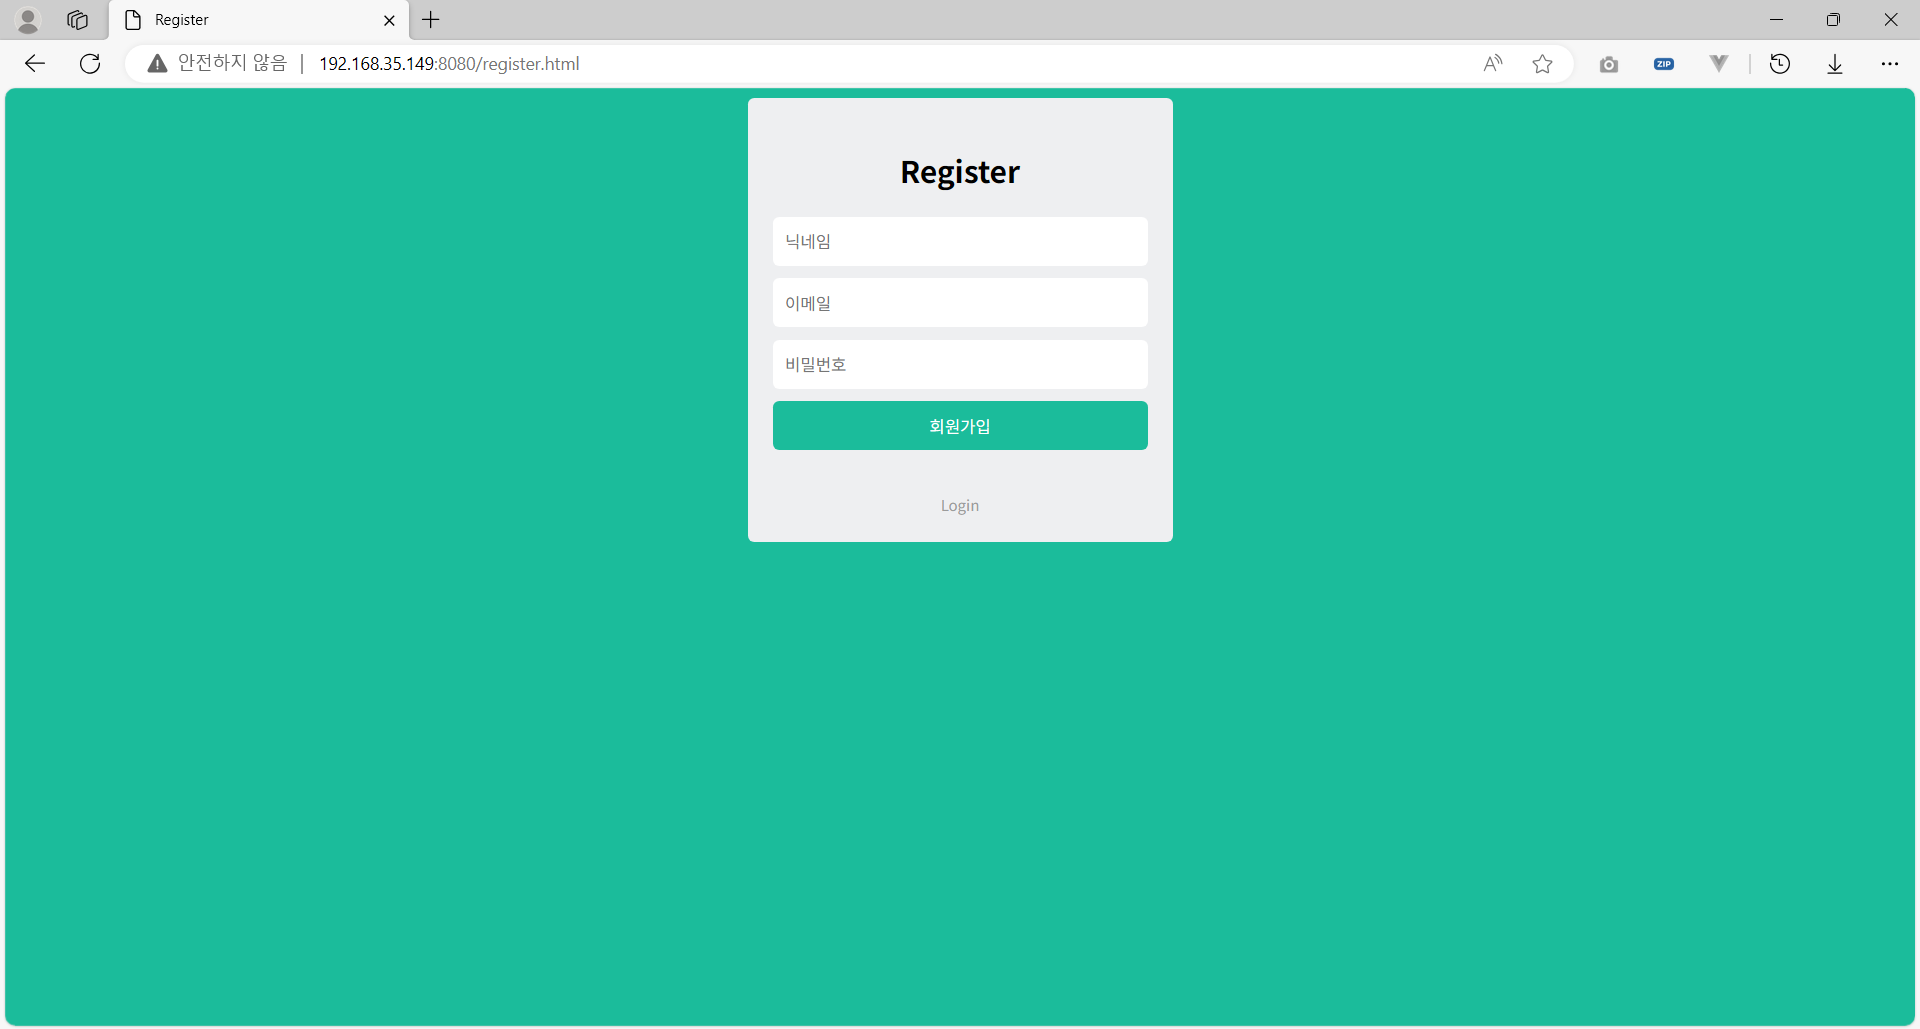 Register
안전하지 않음 | 192.168.35.149:8080/register.html
ZIP
Register
닉네임
이메일
비밀번호
회원가입
Login